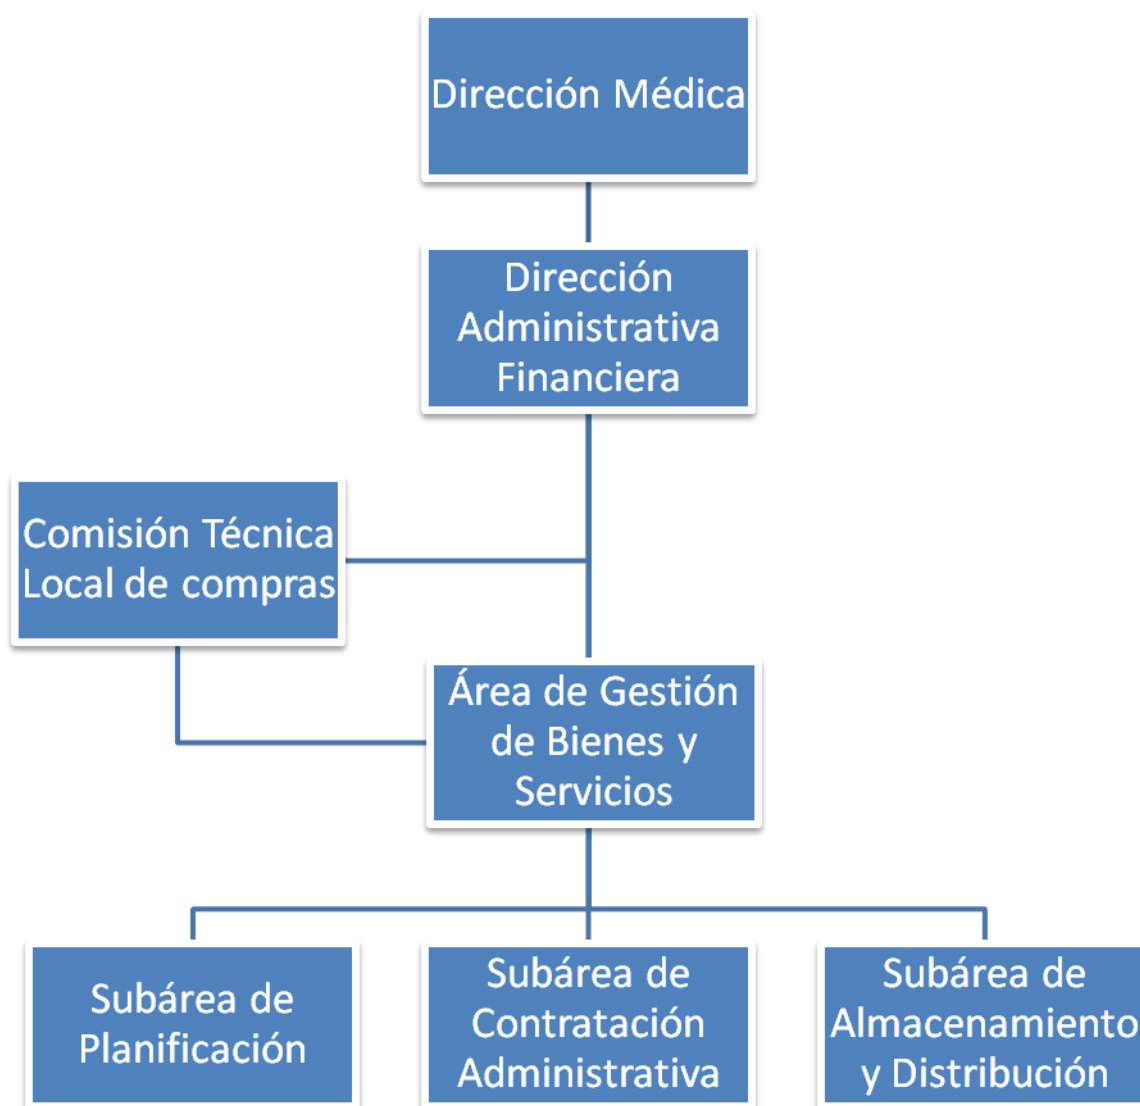 Dirección Médica
Dirección
Administrativa
Financiera
Comisión Técnica
Local de compras
Área de Gestión
de Bienes y
Servicios
Subárea de
Planificación
Subárea de
Contratación
Administrativa
Subárea de
Almacenamiento
y Distribución